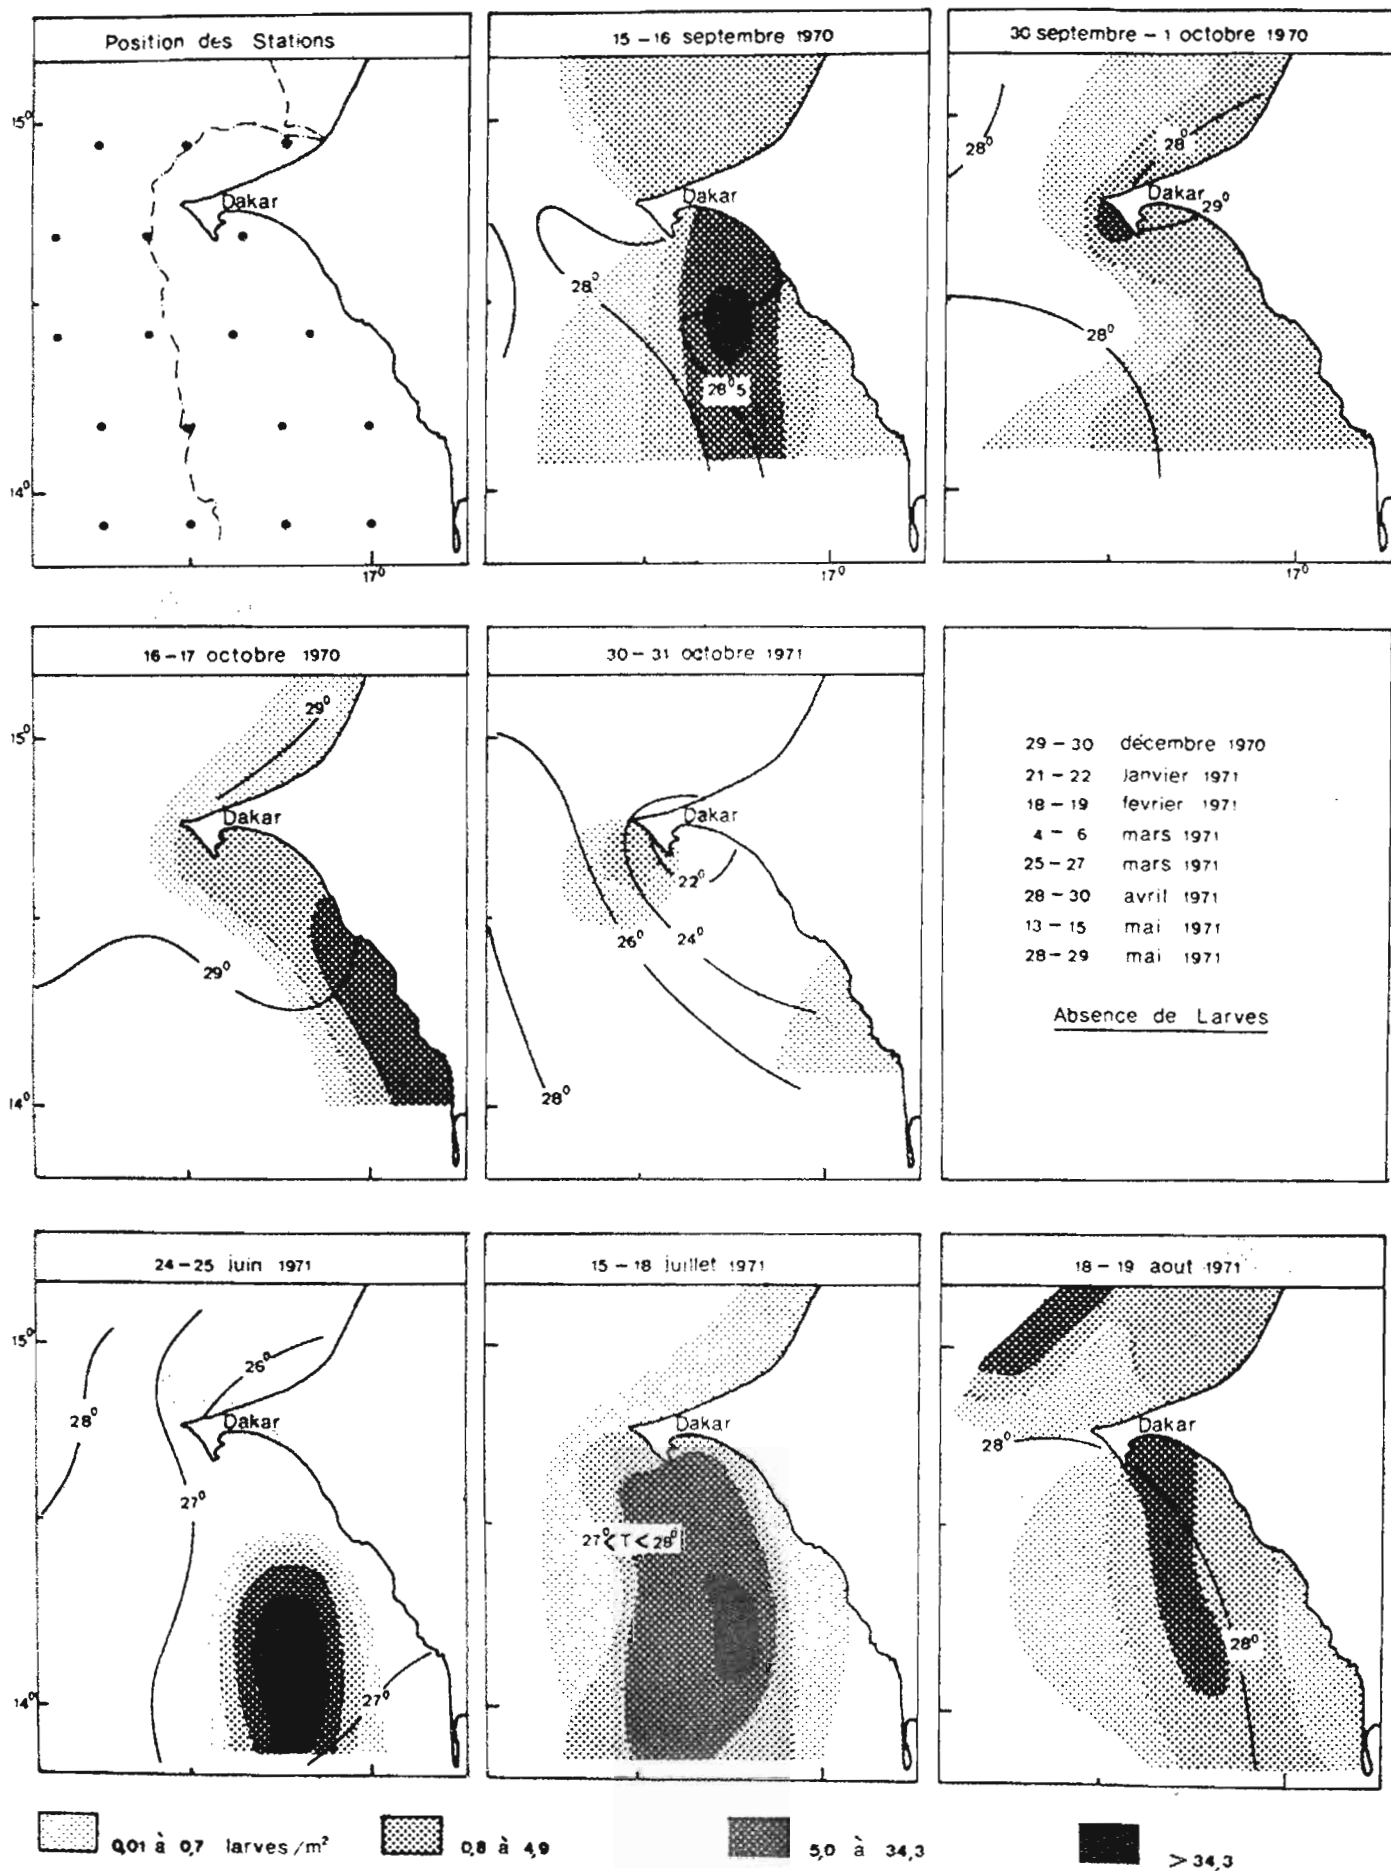 Position des Stations
15°
Dakar
14°
17°
15 – 16 septembre 1970
Dakar
28°
28°5
17°
30 septembre – 1 octobre 1970
28°
28°
Dakar
29°
28°
17°
16 – 17 octobre 1970
29°
15°
Dakar
29°
14°
30 – 31 octobre 1971
Dakar
22°
26°
24°
28°
29 – 30 décembre 1970
21 – 22 Janvier 1971
18 – 19 fevrier 1971
4 – 6 mars 1971
25 – 27 mars 1971
28 – 30 avril 1971
13 – 15 mai 1971
28 – 29 mai 1971
Absence de Larves
24 – 25 Juin 1971
15°
26°
28°
Dakar
27°
14°
27°
15 – 18 Juillet 1971
Dakar
27° < T < 28°
18 – 19 aout 1971
Dakar
28°
28°
0,01 à 0,7 larves /m²
0,8 à 4,9
5,0 à 34,3
> 34,3